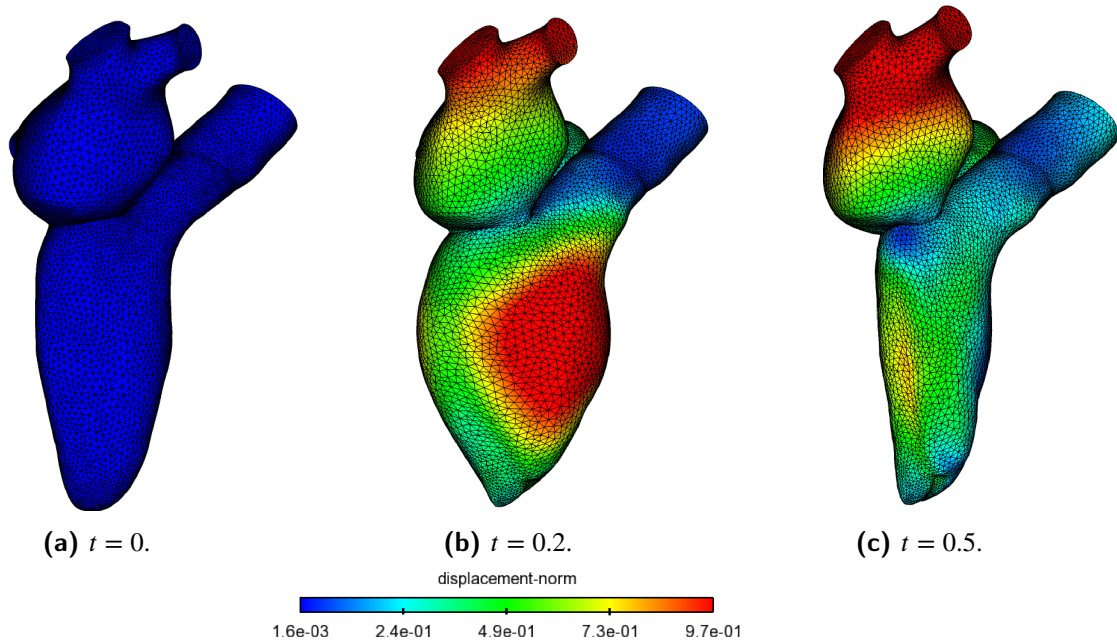 (a) t = 0.
(b) t = 0.2.
(c) t = 0.5.
displacement-norm
1.6e-03 2.4e-01 4.9e-01 7.3e-01 9.7e-01